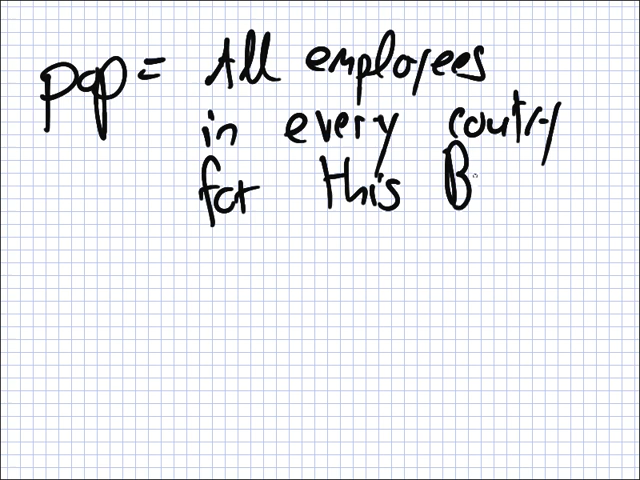 pop = All employees
in every coutry
for this B